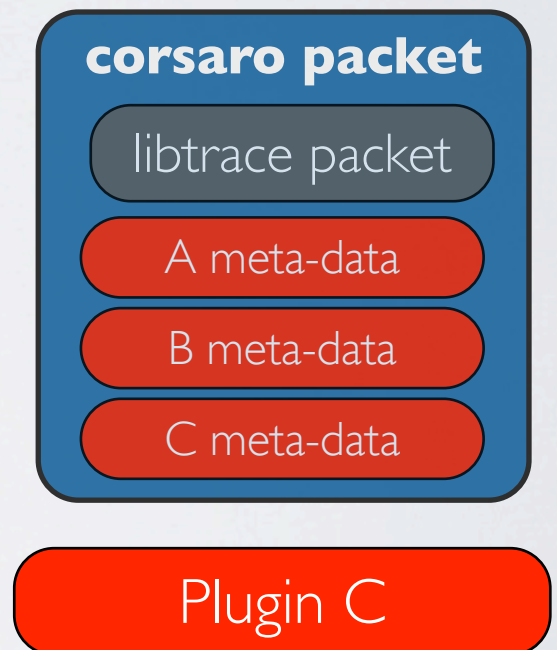 corsaro packet
libtrace packet
A meta-data
B meta-data
C meta-data
Plugin C